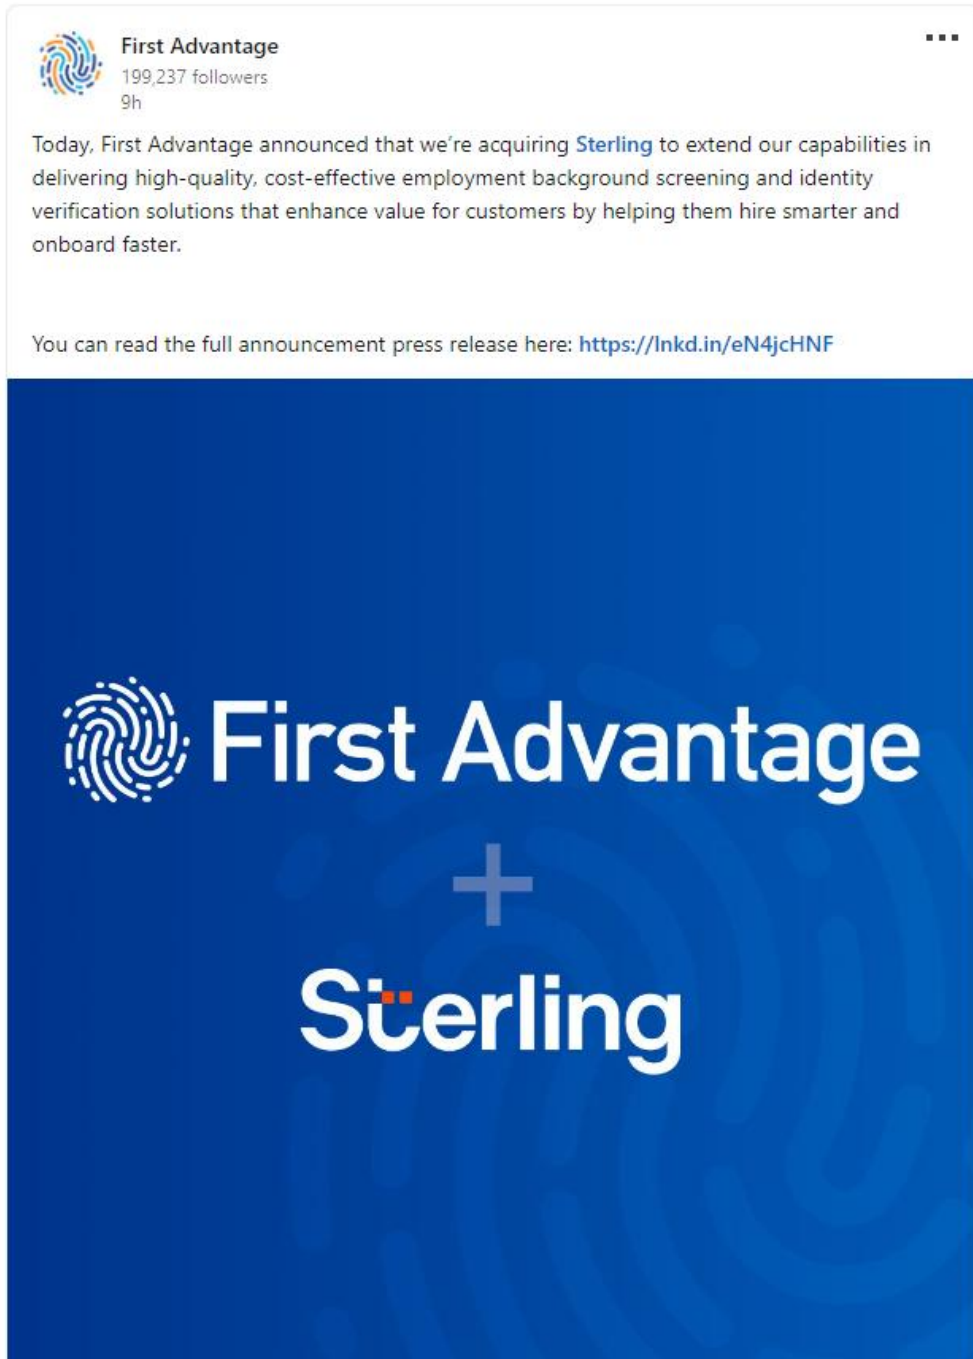 First Advantage
199,237 followers
9h
Today, First Advantage announced that we're acquiring Sterling to extend our capabilities in
delivering high-quality, cost-effective employment background screening and identity
verification solutions that enhance value for customers by helping them hire smarter and
onboard faster.
You can read the full announcement press release here: https://lnkd.in/eN4jcHNF
First Advantage
+
Sterling